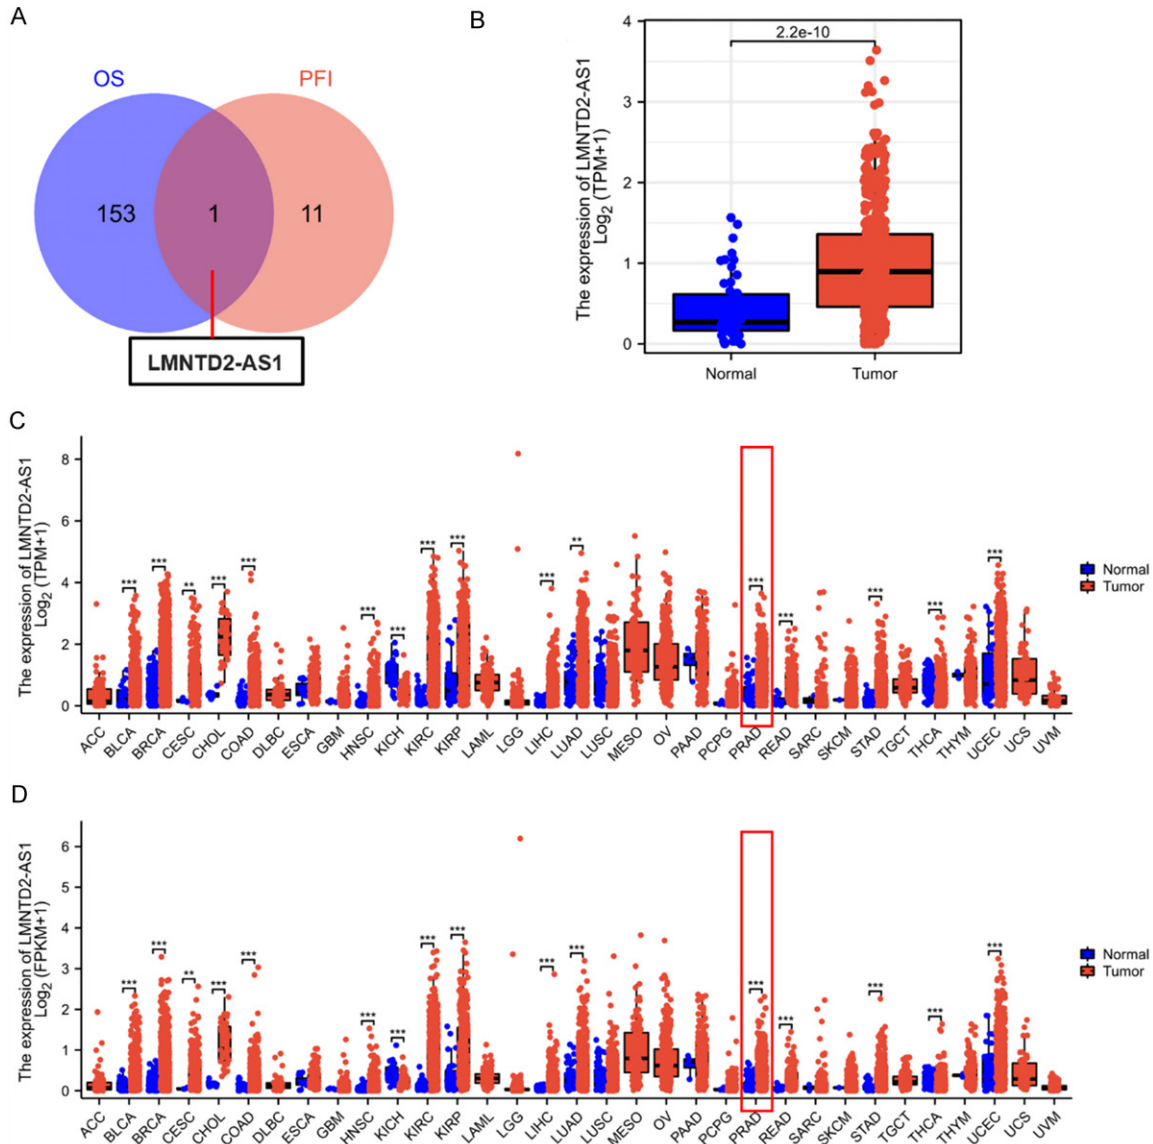 A
OS
PFI
153
1
11
LMNTD2-AS1
B
The expression of LMNTD2-AS1
Log2 (TPM+1)
4
3
2
1
0
2.2e-10
Normal
Tumor
C
The expression of LMNTD2-AS1
Log2 (TPM+1)
8
6
4
2
0
*** *** ** *** *** *** *** *** *** *** ** *** *** *** *** ***
Normal
Tumor
ACC BLCA BRCA CESC CHOL COAD DLBC ESCA GBM HNSC KICH KIRC KIRP LAML LGG LIHC LUAD LUSC MESO OV PAAD PCPG PRAD READ SARC SKCM STAD TGCT THCA THYM UCEC UCS UVM
D
The expression of LMNTD2-AS1
Log2 (FPKM+1)
6
5
4
3
2
1
0
*** *** ** *** *** *** *** *** *** *** *** *** *** *** *** ***
Normal
Tumor
ACC BLCA BRCA CESC CHOL COAD DLBC ESCA GBM HNSC KICH KIRC KIRP LAML LGG LIHC LUAD LUSC MESO OV PAAD PCPG PRAD READ SARC SKCM STAD TGCT THCA THYM UCEC UCS UVM